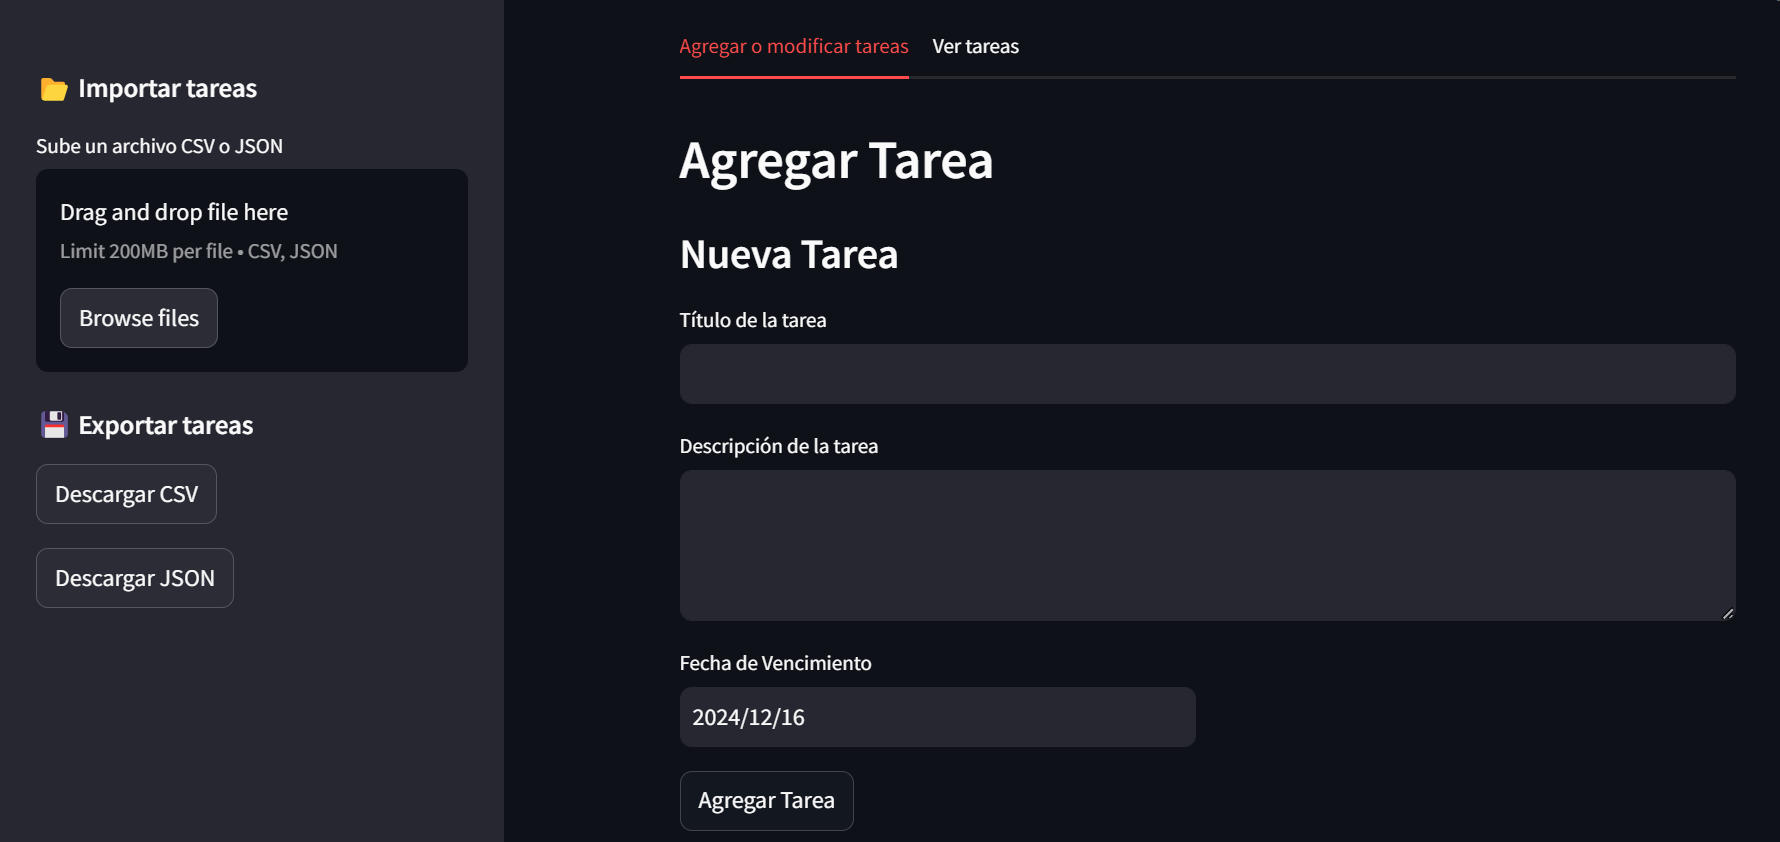 Importar tareas
Sube un archivo CSV o JSON
Drag and drop file here
Limit 200MB per file • CSV, JSON
Browse files
Exportar tareas
Descargar CSV
Descargar JSON
Agregar o modificar tareas
Ver tareas
Agregar Tarea
Nueva Tarea
Título de la tarea
Descripción de la tarea
Fecha de Vencimiento
2024/12/16
Agregar Tarea